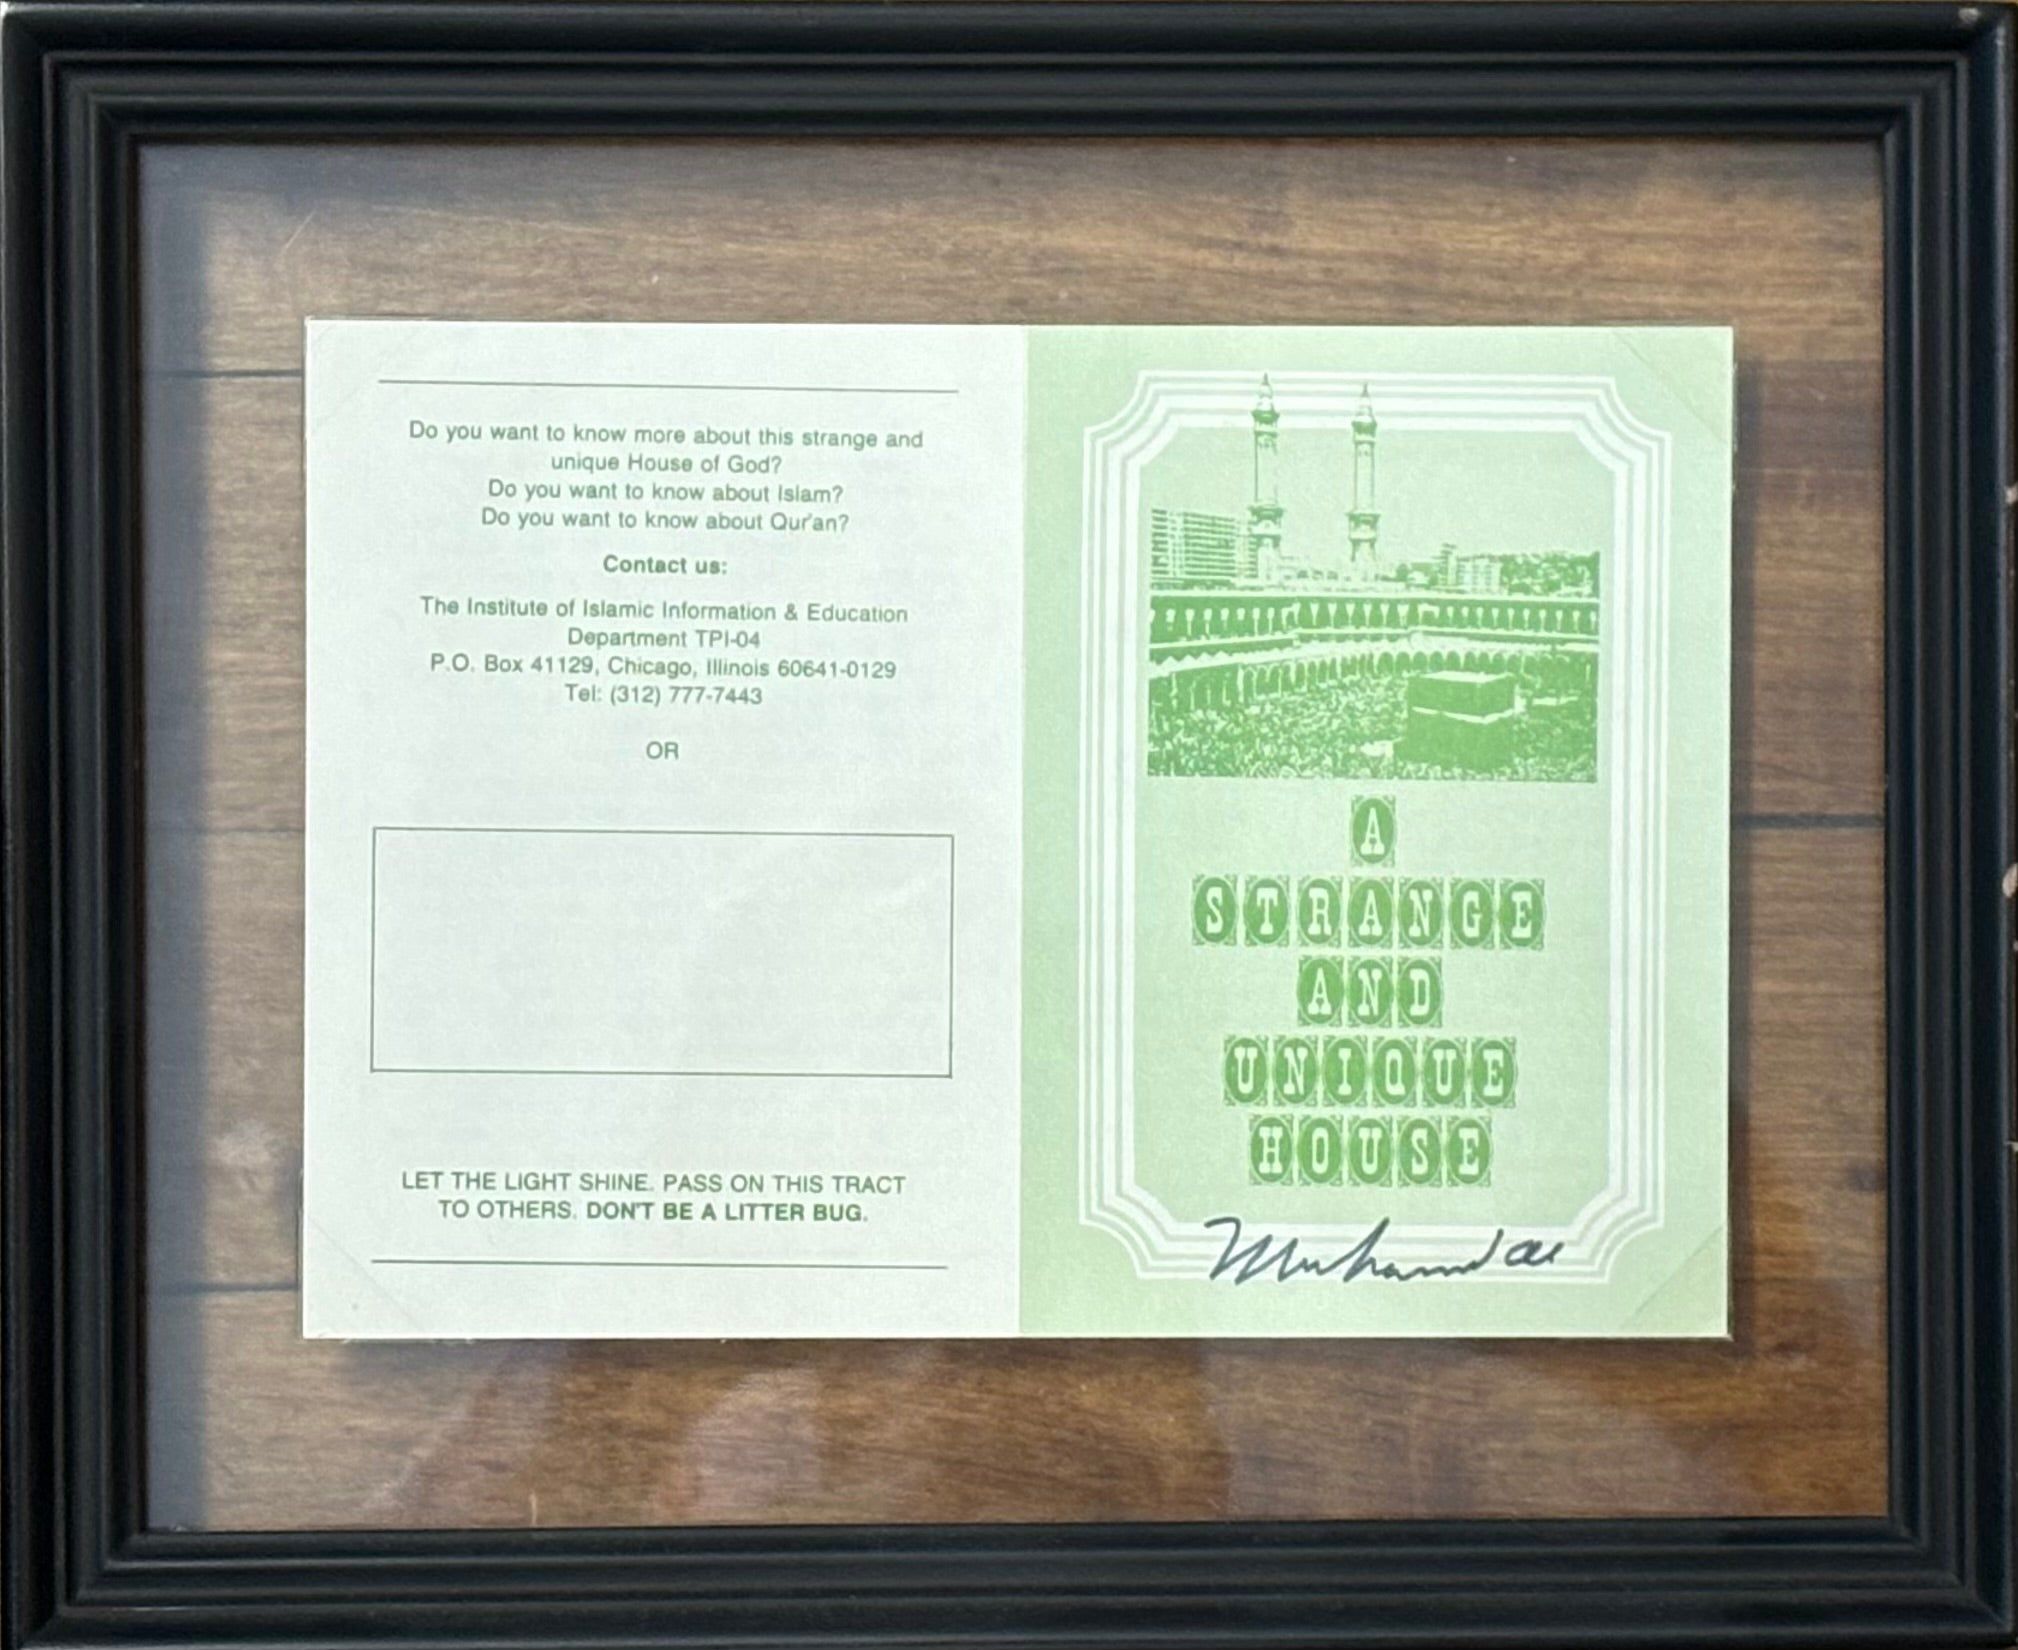 Do you want to know more about this strange and
unique House of God?
Do you want to know about Islam?
Do you want to know about Qur'an?
Contact us:
The Institute of Islamic Information & Education
Department TPI-04
P.O. Box 41129, Chicago, Illinois 60641-0129
Tel: (312) 777-7443
OR
LET THE LIGHT SHINE. PASS ON THIS TRACT
TO OTHERS. DON'T BE A LITTER BUG.
A
STRANGE
AND
UNIQUE
HOUSE
Muhammad Ali